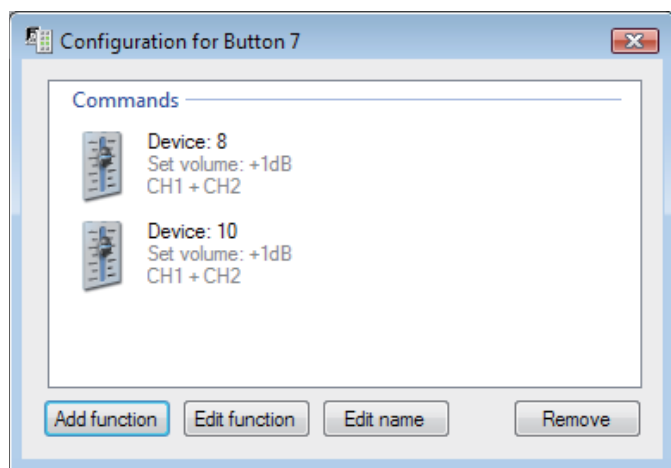 Configuration for Button 7
Commands
Device: 8
Set volume: +1dB
CH1 + CH2
Device: 10
Set volume: +1dB
CH1 + CH2
Add function Edit function Edit name Remove